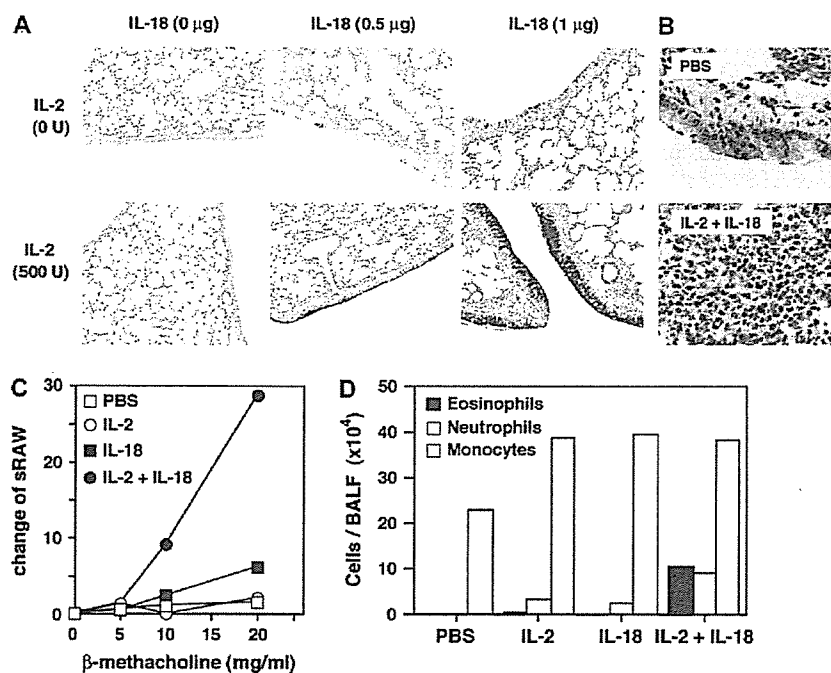 A
IL-18 (0 μg)
IL-18 (0.5 μg)
IL-18 (1 μg)
B
IL-2
(0 U)
PBS
IL-2
(500 U)
IL-2 + IL-18
C
30
20
10
0
change of sRAW
PBS
IL-2
IL-18
IL-2 + IL-18
0
5
10
15
20
β-methacholine (mg/ml)
D
50
40
30
20
10
0
Cells / BALF (x10⁴)
Eosinophils
Neutrophils
Monocytes
PBS
IL-2
IL-18
IL-2 + IL-18